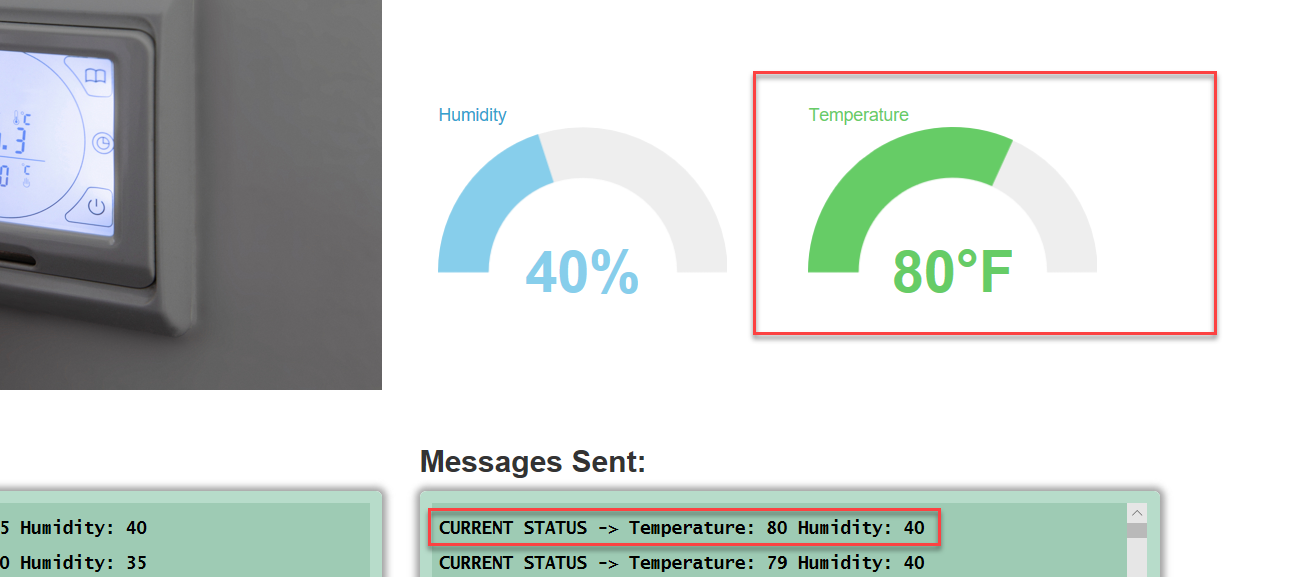 Humidity
Temperature
°C
.3
0 °C
40%
80°F
Messages Sent:
5 Humidity: 40
CURRENT STATUS -> Temperature: 80 Humidity: 40
0 Humidity: 35
CURRENT STATUS -> Temperature: 79 Humidity: 40